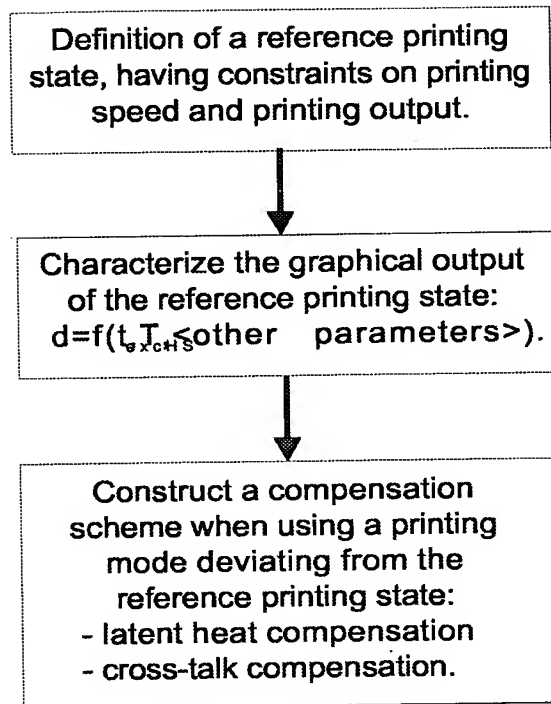 Definition of a reference printing
state, having constraints on printing
speed and printing output.
Characterize the graphical output
of the reference printing state:
d=f( <other parameters>).
Construct a compensation
scheme when using a printing
mode deviating from the
reference printing state:
- latent heat compensation
- cross-talk compensation.